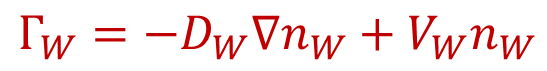 Γ_W = −D_W∇n_W + V_W n_W